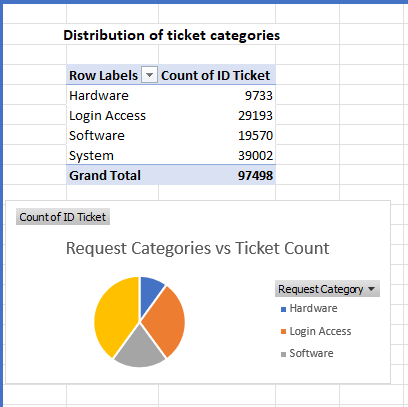 Distribution of ticket categories
Row Labels Count of ID Ticket
Hardware 9733
Login Access 29193
Software 19570
System 39002
Grand Total 97498
Count of ID Ticket
Request Categories vs Ticket Count
Request Category
Hardware
Login Access
Software